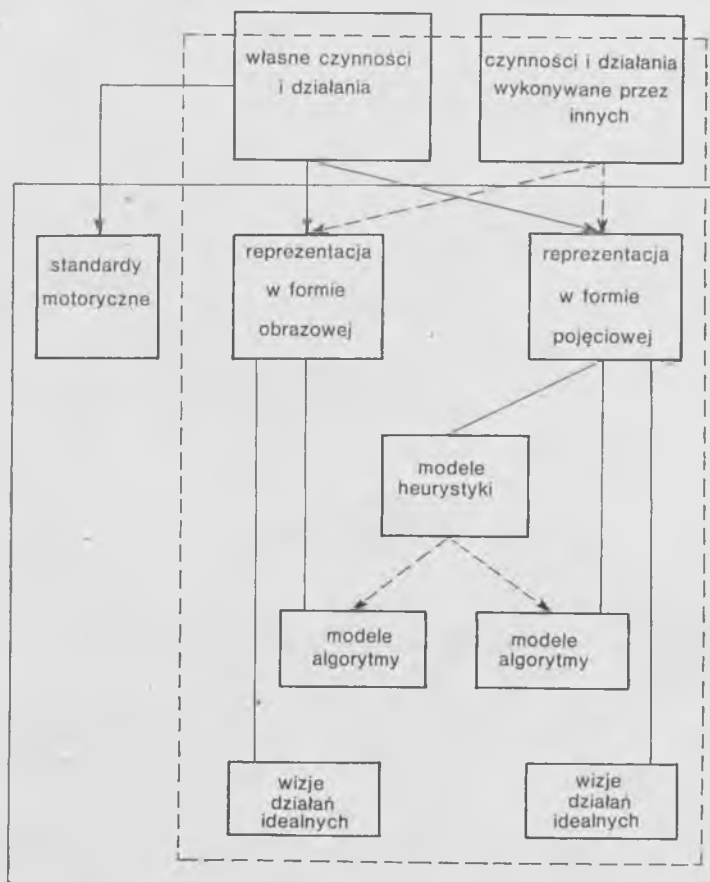 własne czynności
i działania
czynności i działania
wykonywane przez
innych
standardy
motoryczne
reprezentacja
w formie
obrazowej
reprezentacja
w formie
pojęciowej
modele
heurystyki
modele
algorytmy
modele
algorytmy
wizje
działań
idealnych
wizje
działań
idealnych